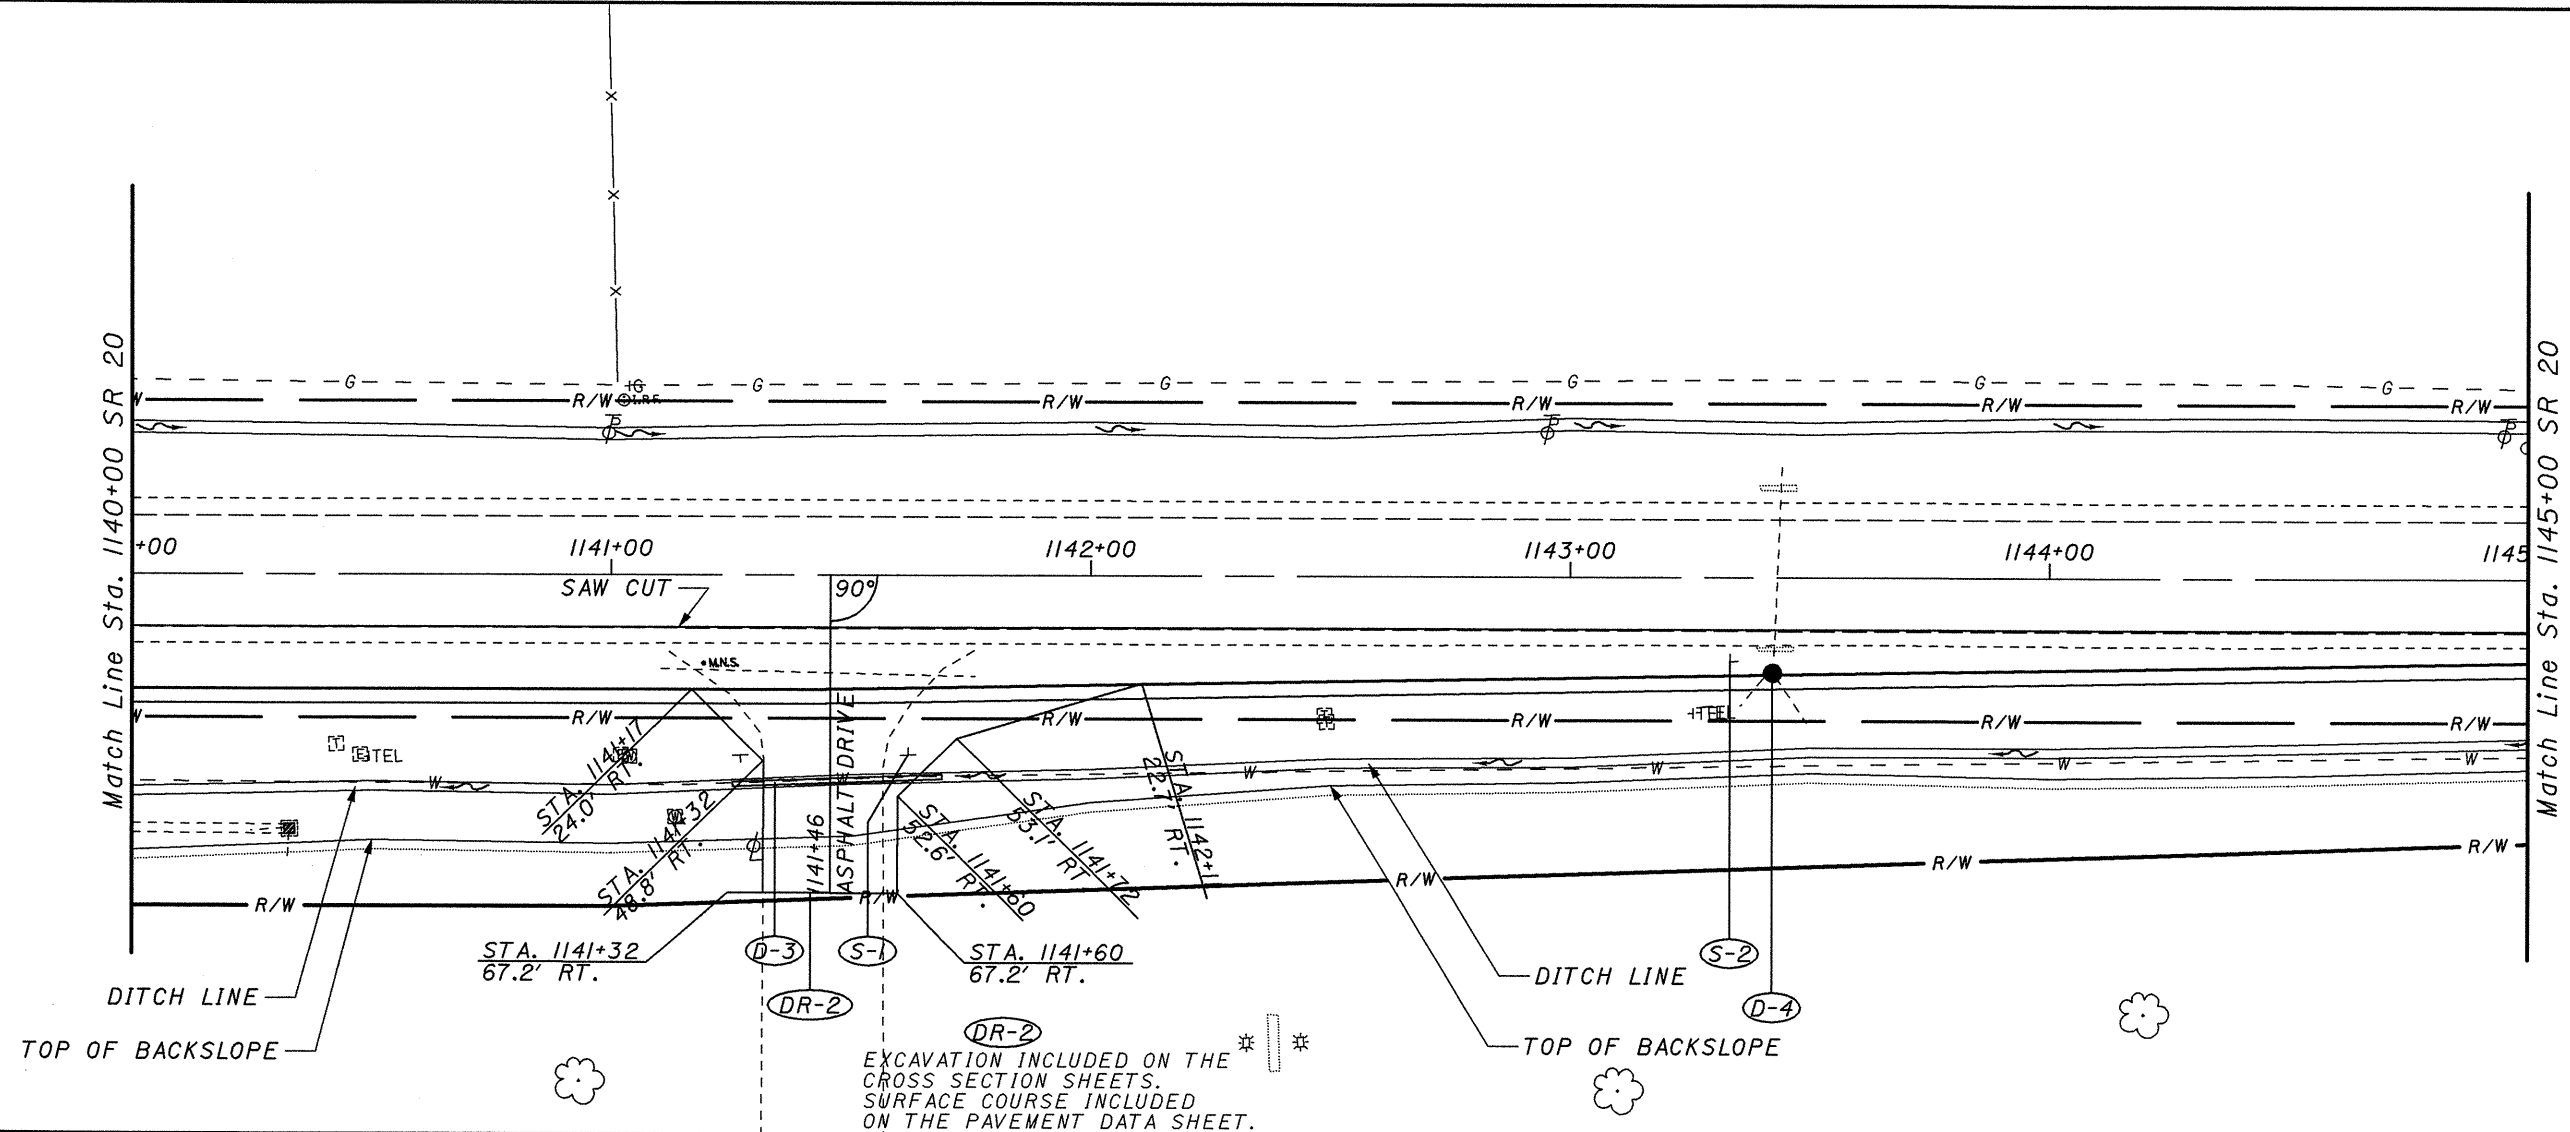 Match Line Sta. 1140+00 SR 20
Match Line Sta. 1145+00 SR 20
G
+G
G
G
G
G
G
R/W
I.R.F.
R/W
R/W
R/W
R/W
+00
1141+00
1142+00
1143+00
1144+00
1145
SAW CUT
90°
M.N.S.
R/W
R/W
R/W
R/W
R/W
T
TEL
W
W
W
W
W
STA. 1141+17
24.0' RT.
STA. 1141+32
48.8' RT.
1141+46
ASPHALT DRIVE
STA. 1141+60
52.6' RT.
STA. 1141+72
53.1' RT
22.7' RT.
R/W
R/W
R/W
R/W
R/W
STA. 1141+32
67.2' RT.
D-3
S-1
STA. 1141+60
67.2' RT.
S-2
DITCH LINE
DITCH LINE
DR-2
D-4
DR-2
TOP OF BACKSLOPE
TOP OF BACKSLOPE
EXCAVATION INCLUDED ON THE
CROSS SECTION SHEETS.
SURFACE COURSE INCLUDED
ON THE PAVEMENT DATA SHEET.